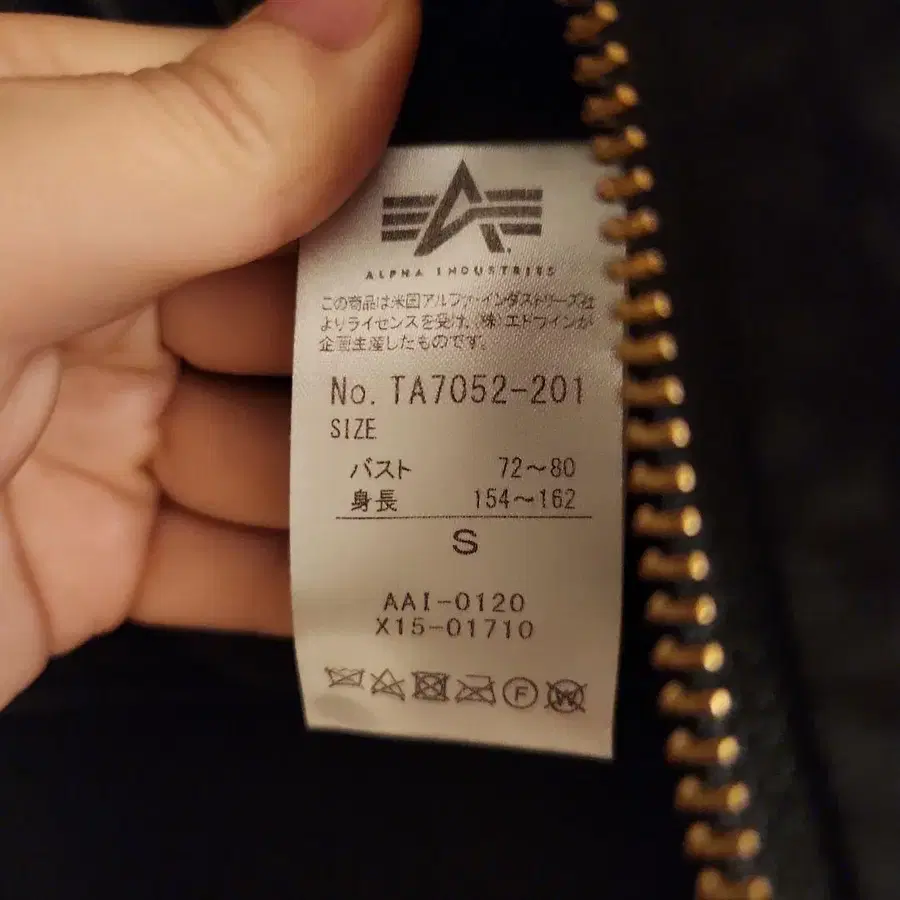 ALPHA INDUSTRIES
この商品は米国アルファ・インダストリーズ社
よりライセンスを受け、(株)エドウインが
企画生産したものです。
No. TA7052-201
SIZE
バスト 72～80
身長 154～162
S
AAI-0120
X15-01710
F W